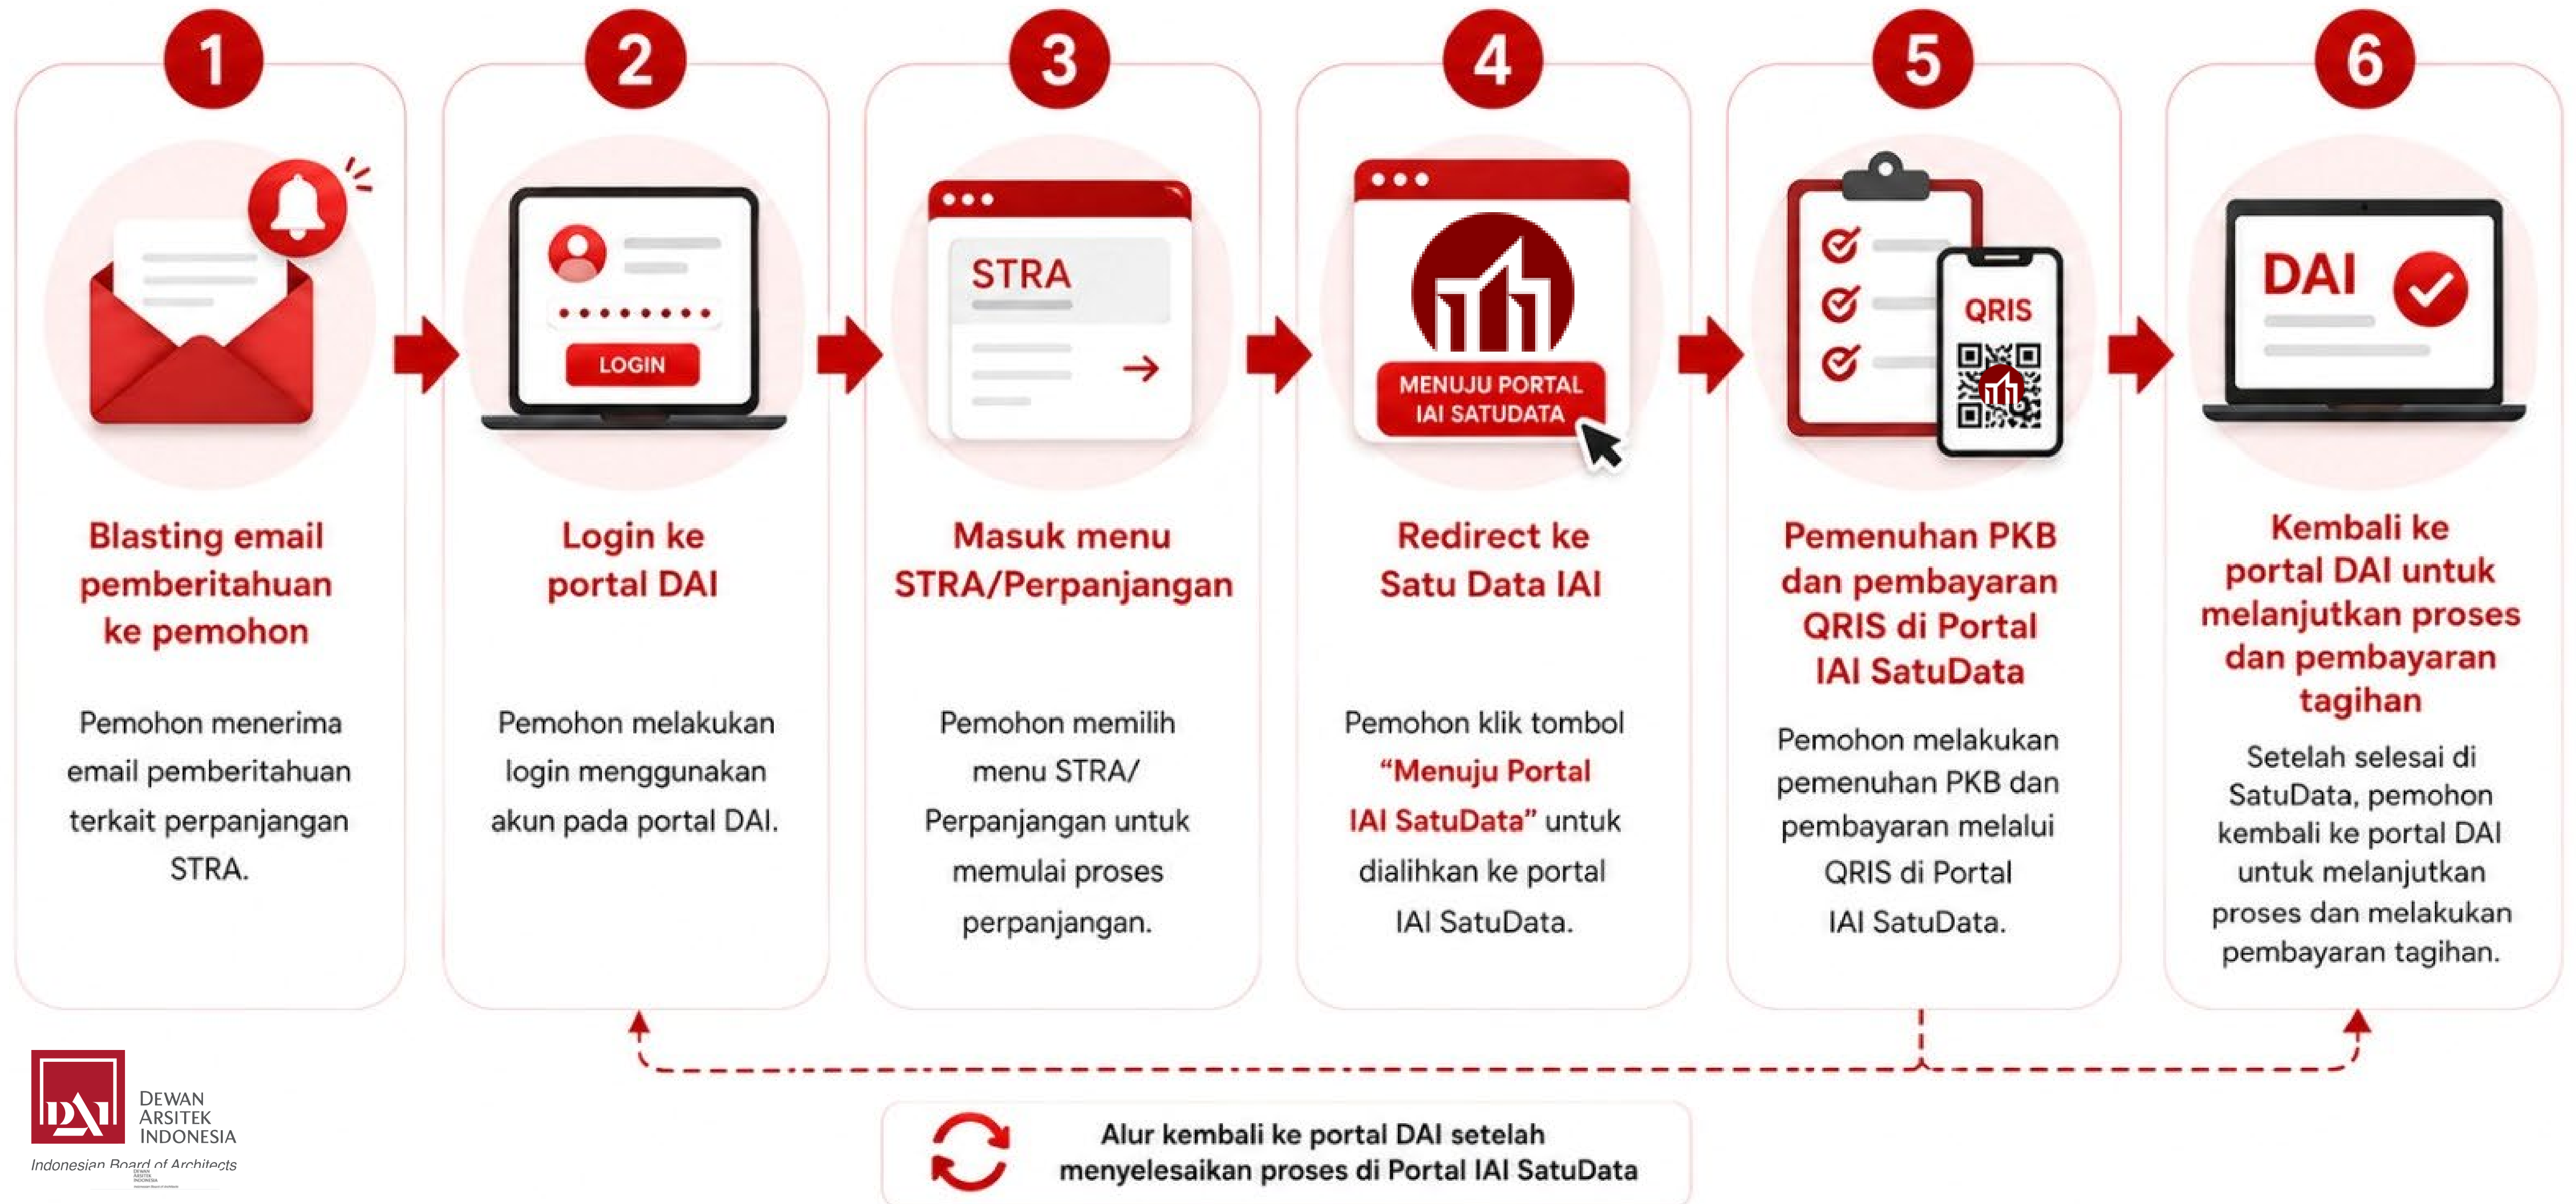 1
2
3
4
5
6
LOGIN
STRA
MENUJU PORTAL
IAI SATUDATA
QRIS
DAI
Blasting email
pemberitahuan
ke pemohon
Pemohon menerima
email pemberitahuan
terkait perpanjangan
STRA.
Login ke
portal DAI
Pemohon melakukan
login menggunakan
akun pada portal DAI.
Masuk menu
STRA/Perpanjangan
Pemohon memilih
menu STRA/
Perpanjangan untuk
memulai proses
perpanjangan.
Redirect ke
Satu Data IAI
Pemohon klik tombol
“Menuju Portal
IAI SatuData” untuk
dialihkan ke portal
IAI SatuData.
Pemenuhan PKB
dan pembayaran
QRIS di Portal
IAI SatuData
Pemohon melakukan
pemenuhan PKB dan
pembayaran melalui
QRIS di Portal
IAI SatuData.
Kembali ke
portal DAI untuk
melanjutkan proses
dan pembayaran
tagihan
Setelah selesai di
SatuData, pemohon
kembali ke portal DAI
untuk melanjutkan
proses dan melakukan
pembayaran tagihan.
DAI
DEWAN
ARSITEK
INDONESIA
Indonesian Board of Architects
DEWAN
ARSITEK
INDONESIA
Alur kembali ke portal DAI setelah
menyelesaikan proses di Portal IAI SatuData